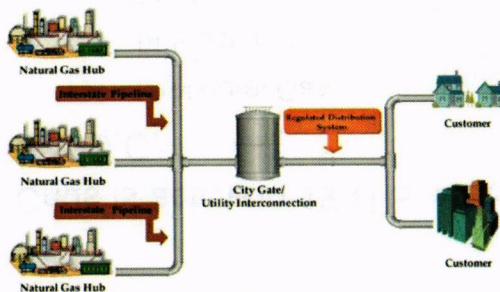 Natural Gas Hub
Interstate Pipeline
Natural Gas Hub
Interstate Pipeline
Natural Gas Hub
City Gate/
Utility Interconnection
Regulated Distribution
System
Customer
Customer